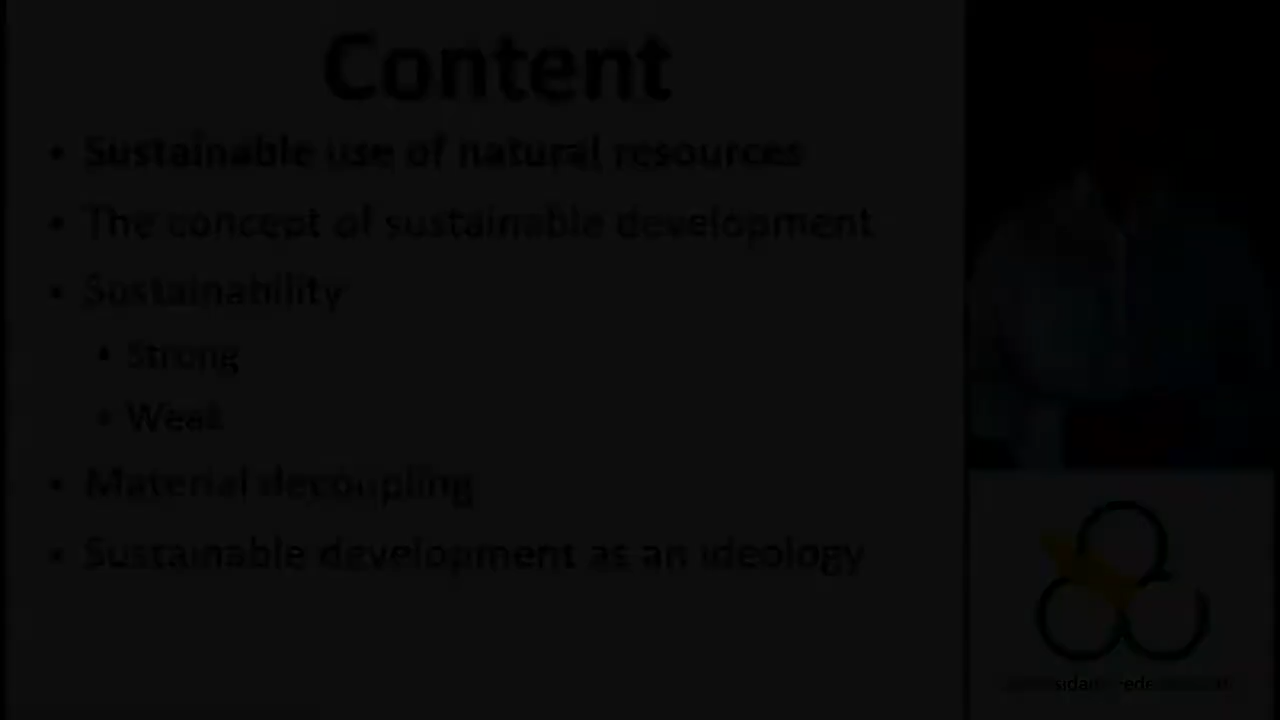 Content
• Sustainable use of natural resources
• The concept of sustainable development
• Sustainability
• Strong
• Weak
• Material decoupling
• Sustainable development as an ideology